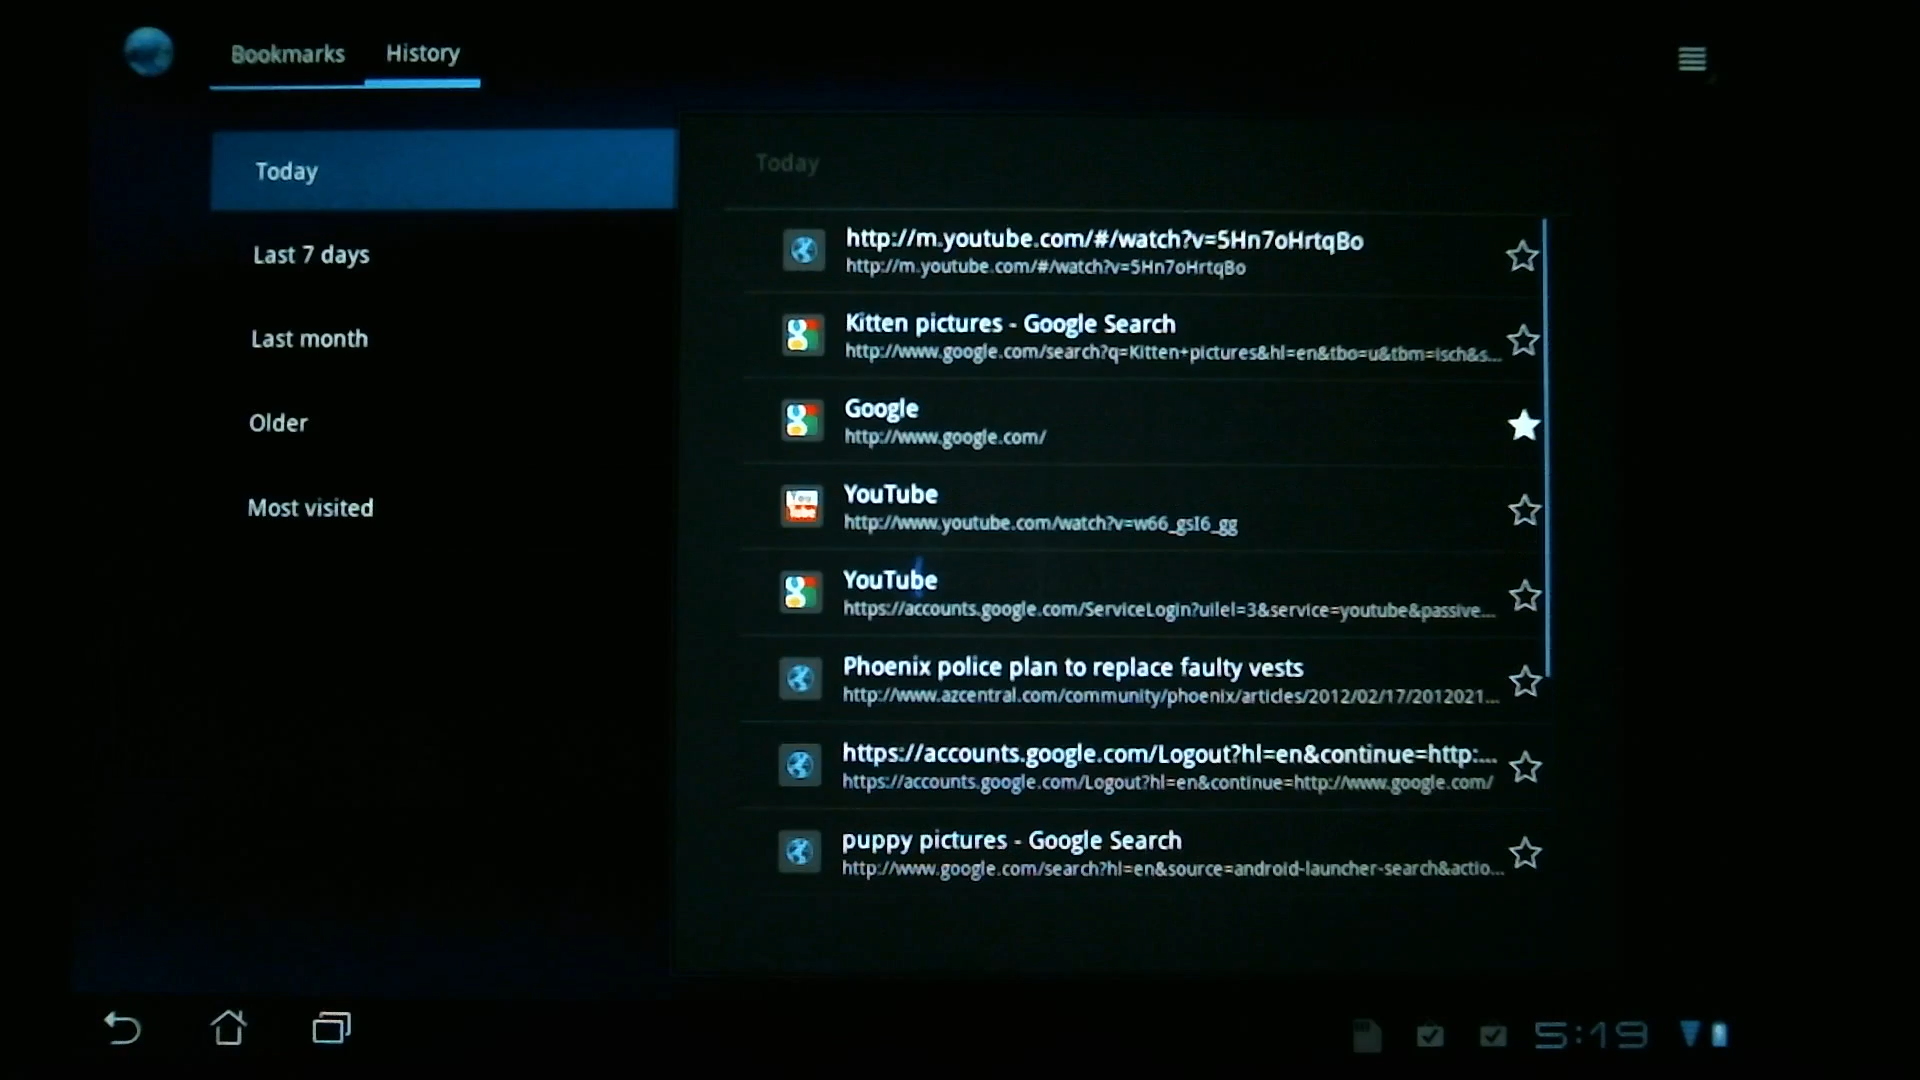 Bookmarks
History
Today
Last 7 days
Last month
Older
Most visited
Today
http://m.youtube.com/#/watch?v=5Hn7oHrtqBo
http://m.youtube.com/#/watch?v=5Hn7oHrtqBo
Kitten pictures - Google Search
http://www.google.com/search?q=Kitten+pictures&hl=en&tbo=u&tbm=isch&s...
Google
http://www.google.com/
You Tube
YouTube
http://www.youtube.com/watch?v=w66_gsI6_gg
YouTube
https://accounts.google.com/ServiceLogin?uilel=3&service=youtube&passive...
Phoenix police plan to replace faulty vests
http://www.azcentral.com/community/phoenix/articles/2012/02/17/2012021...
https://accounts.google.com/Logout?hl=en&continue=http:...
https://accounts.google.com/Logout?hl=en&continue=http://www.google.com/
puppy pictures - Google Search
http://www.google.com/search?hl=en&source=android-launcher-search&actio...
5:19